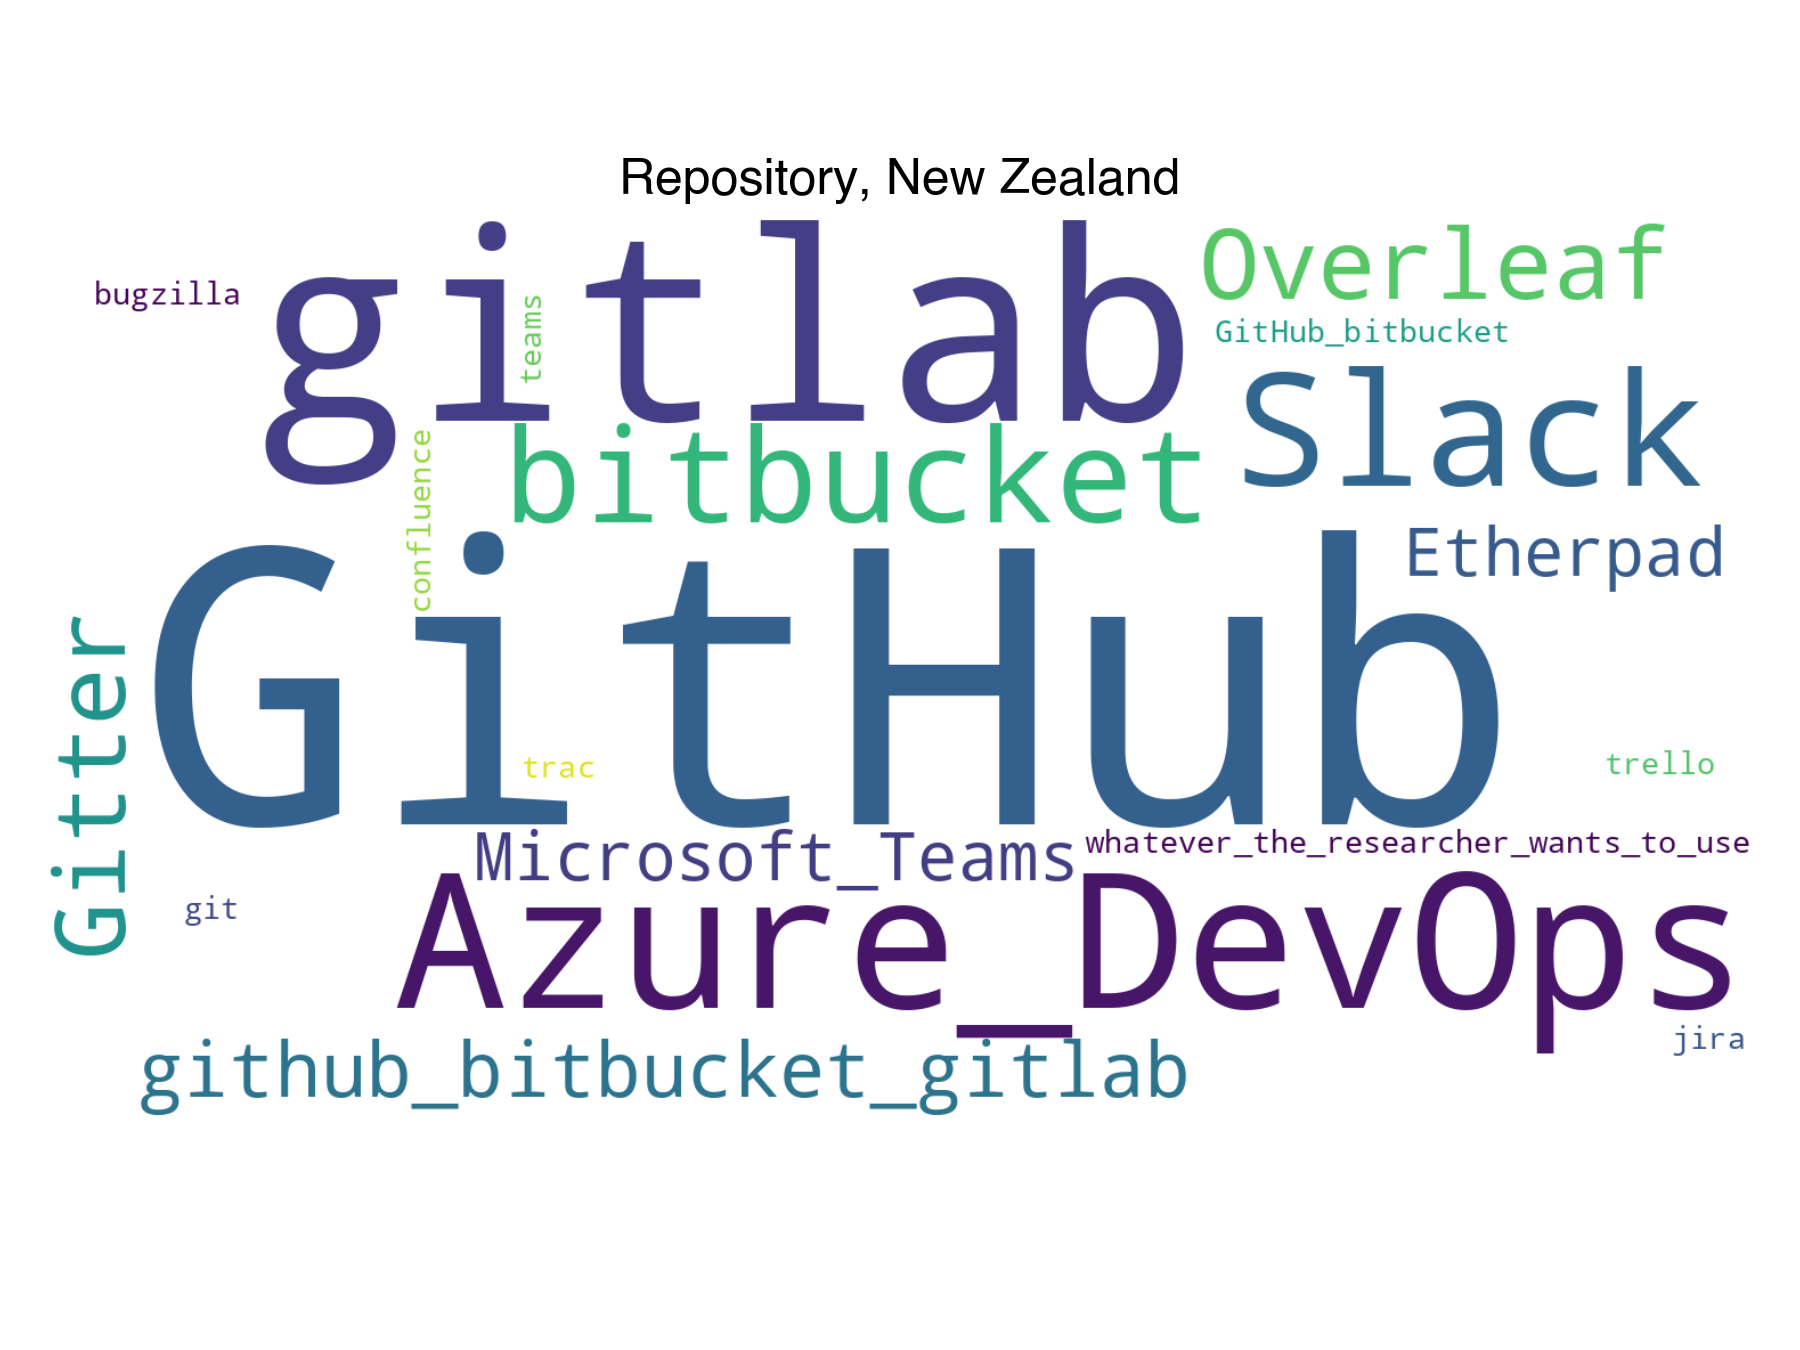 Repository, New Zealand
gitlab
Overleaf
bugzilla
teams
GitHub_bitbucket
Slack
bitbucket
confluence
Etherpad
GitHub
Gitter
trac
trello
Microsoft_Teams
whatever_the_researcher_wants_to_use
git
Azure_DevOps
jira
github_bitbucket_gitlab